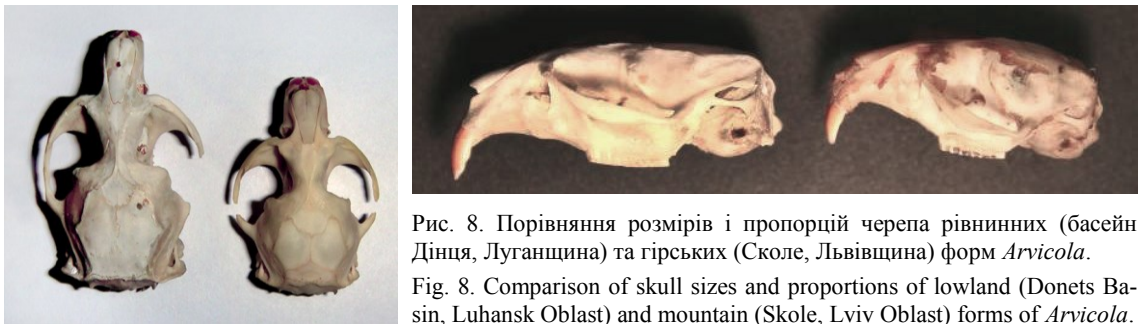 Рис. 8. Порівняння розмірів і пропорцій черепа рівнинних (басейн
Дінця, Луганщина) та гірських (Сколе, Львівщина) форм Arvicola.
Fig. 8. Comparison of skull sizes and proportions of lowland (Donets Ba-
sin, Luhansk Oblast) and mountain (Skole, Lviv Oblast) forms of Arvicola.